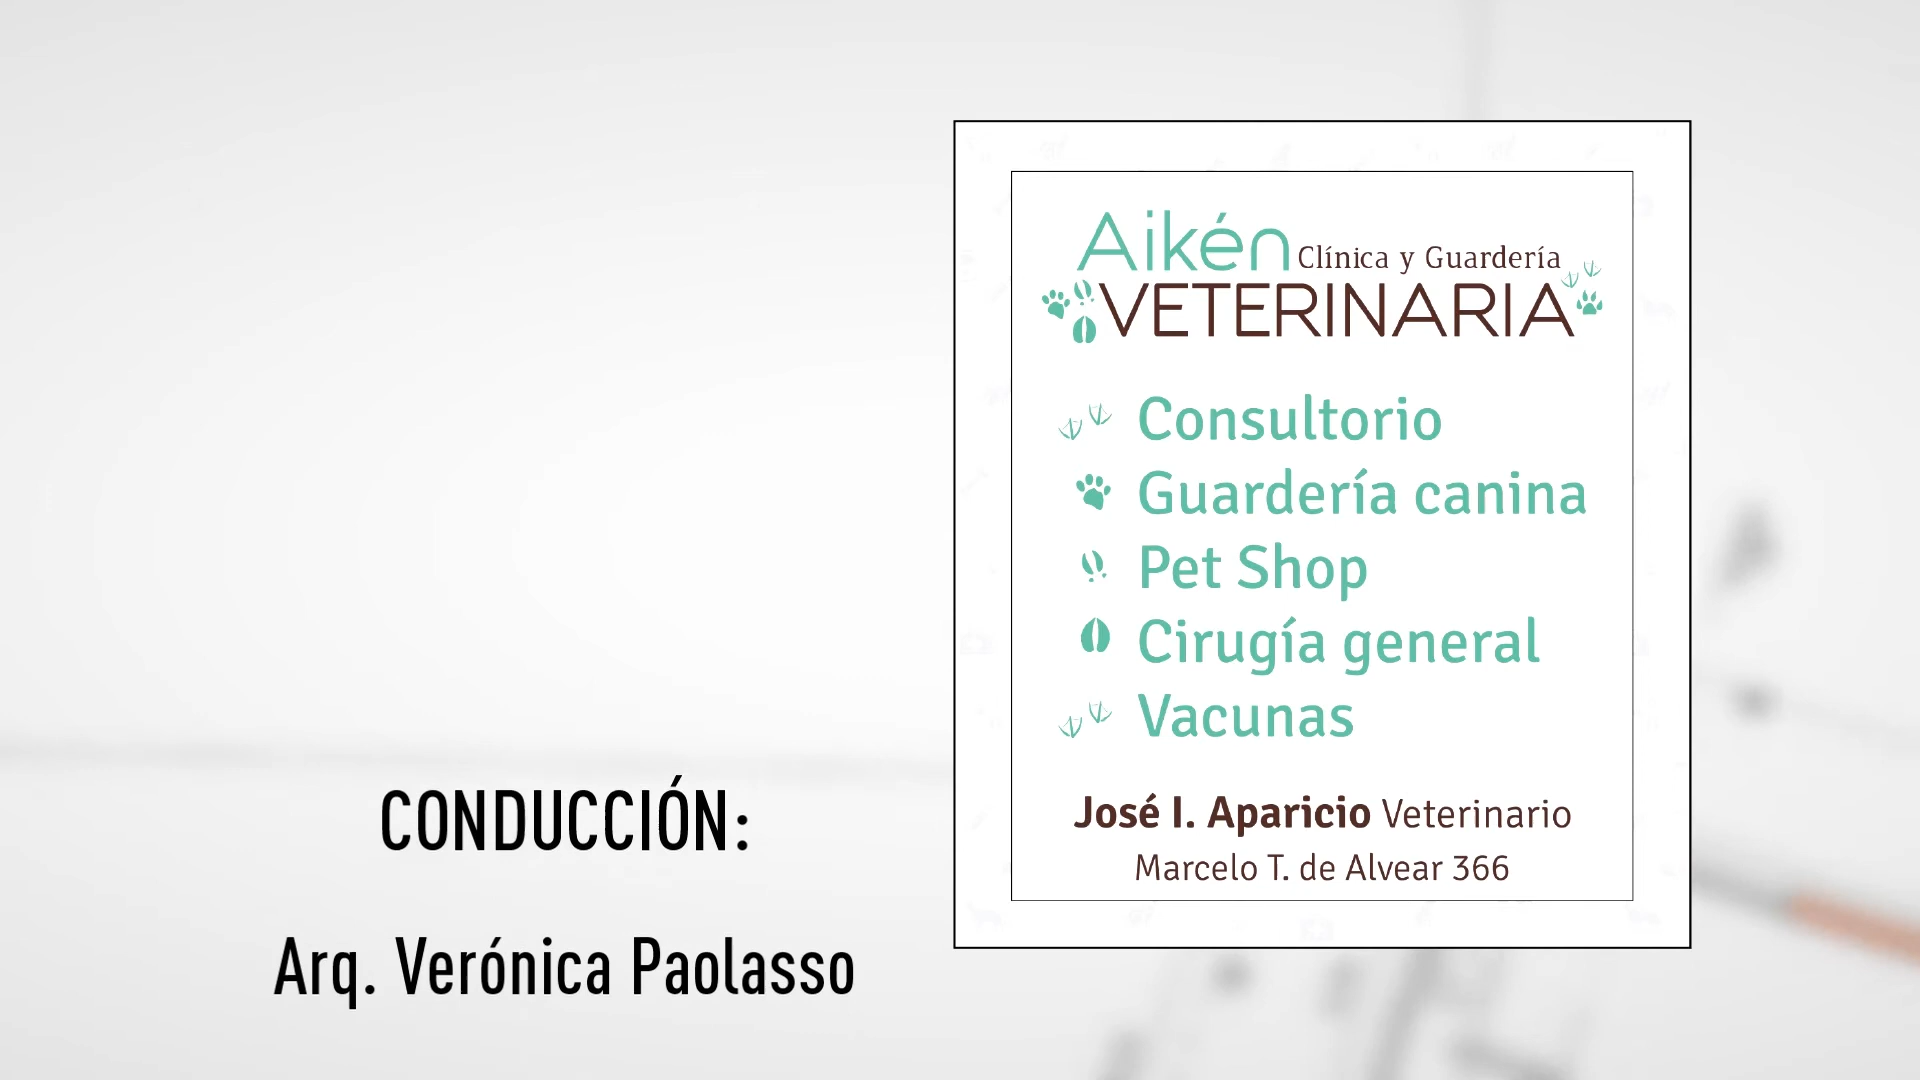 Aikén Clínica y Guardería
VETERINARIA
Consultorio
Guardería canina
Pet Shop
Cirugía general
Vacunas
José I. Aparicio Veterinario
Marcelo T. de Alvear 366
CONDUCCIÓN:
Arq. Verónica Paolasso